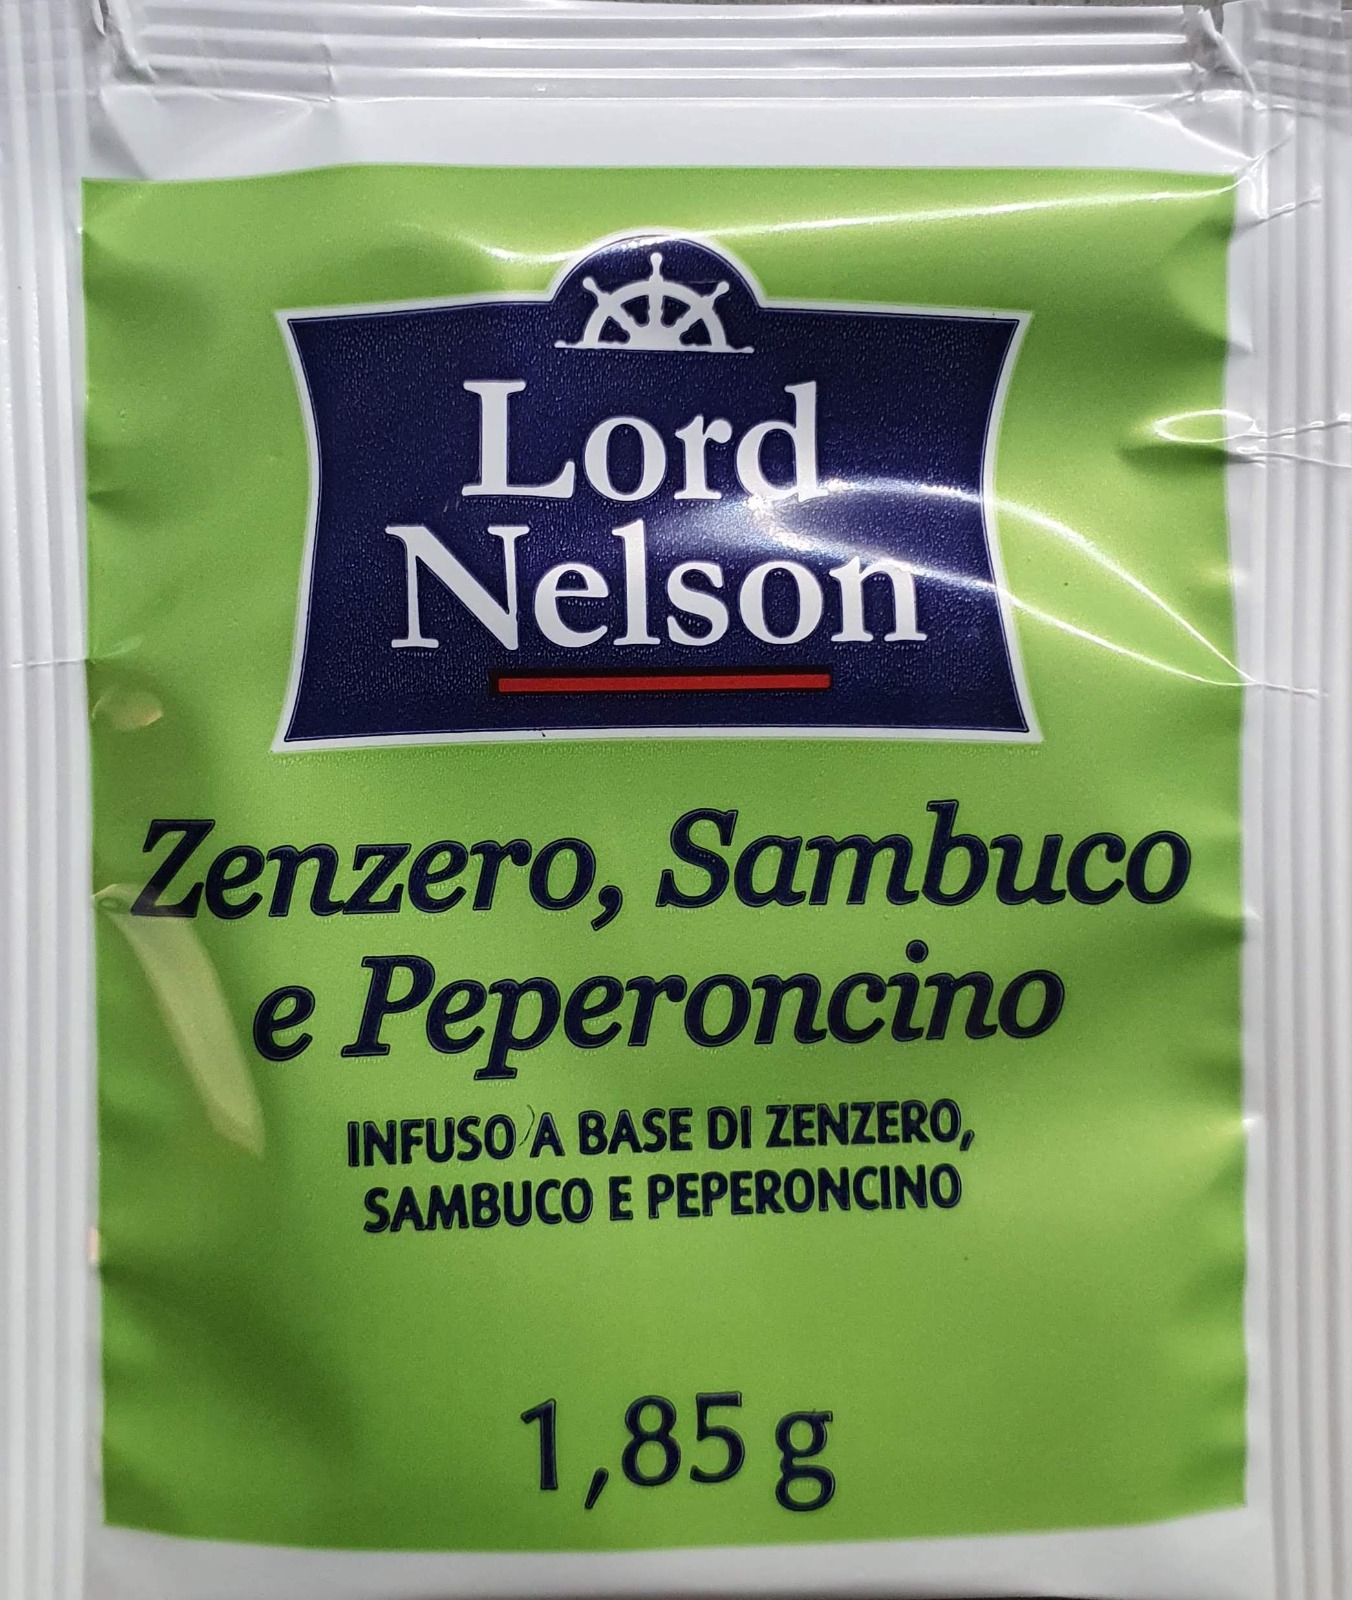 Lord
Nelson
Zenzero, Sambuco
e Peperoncino
INFUSO A BASE DI ZENZERO,
SAMBUCO E PEPERONCINO
1,85 g